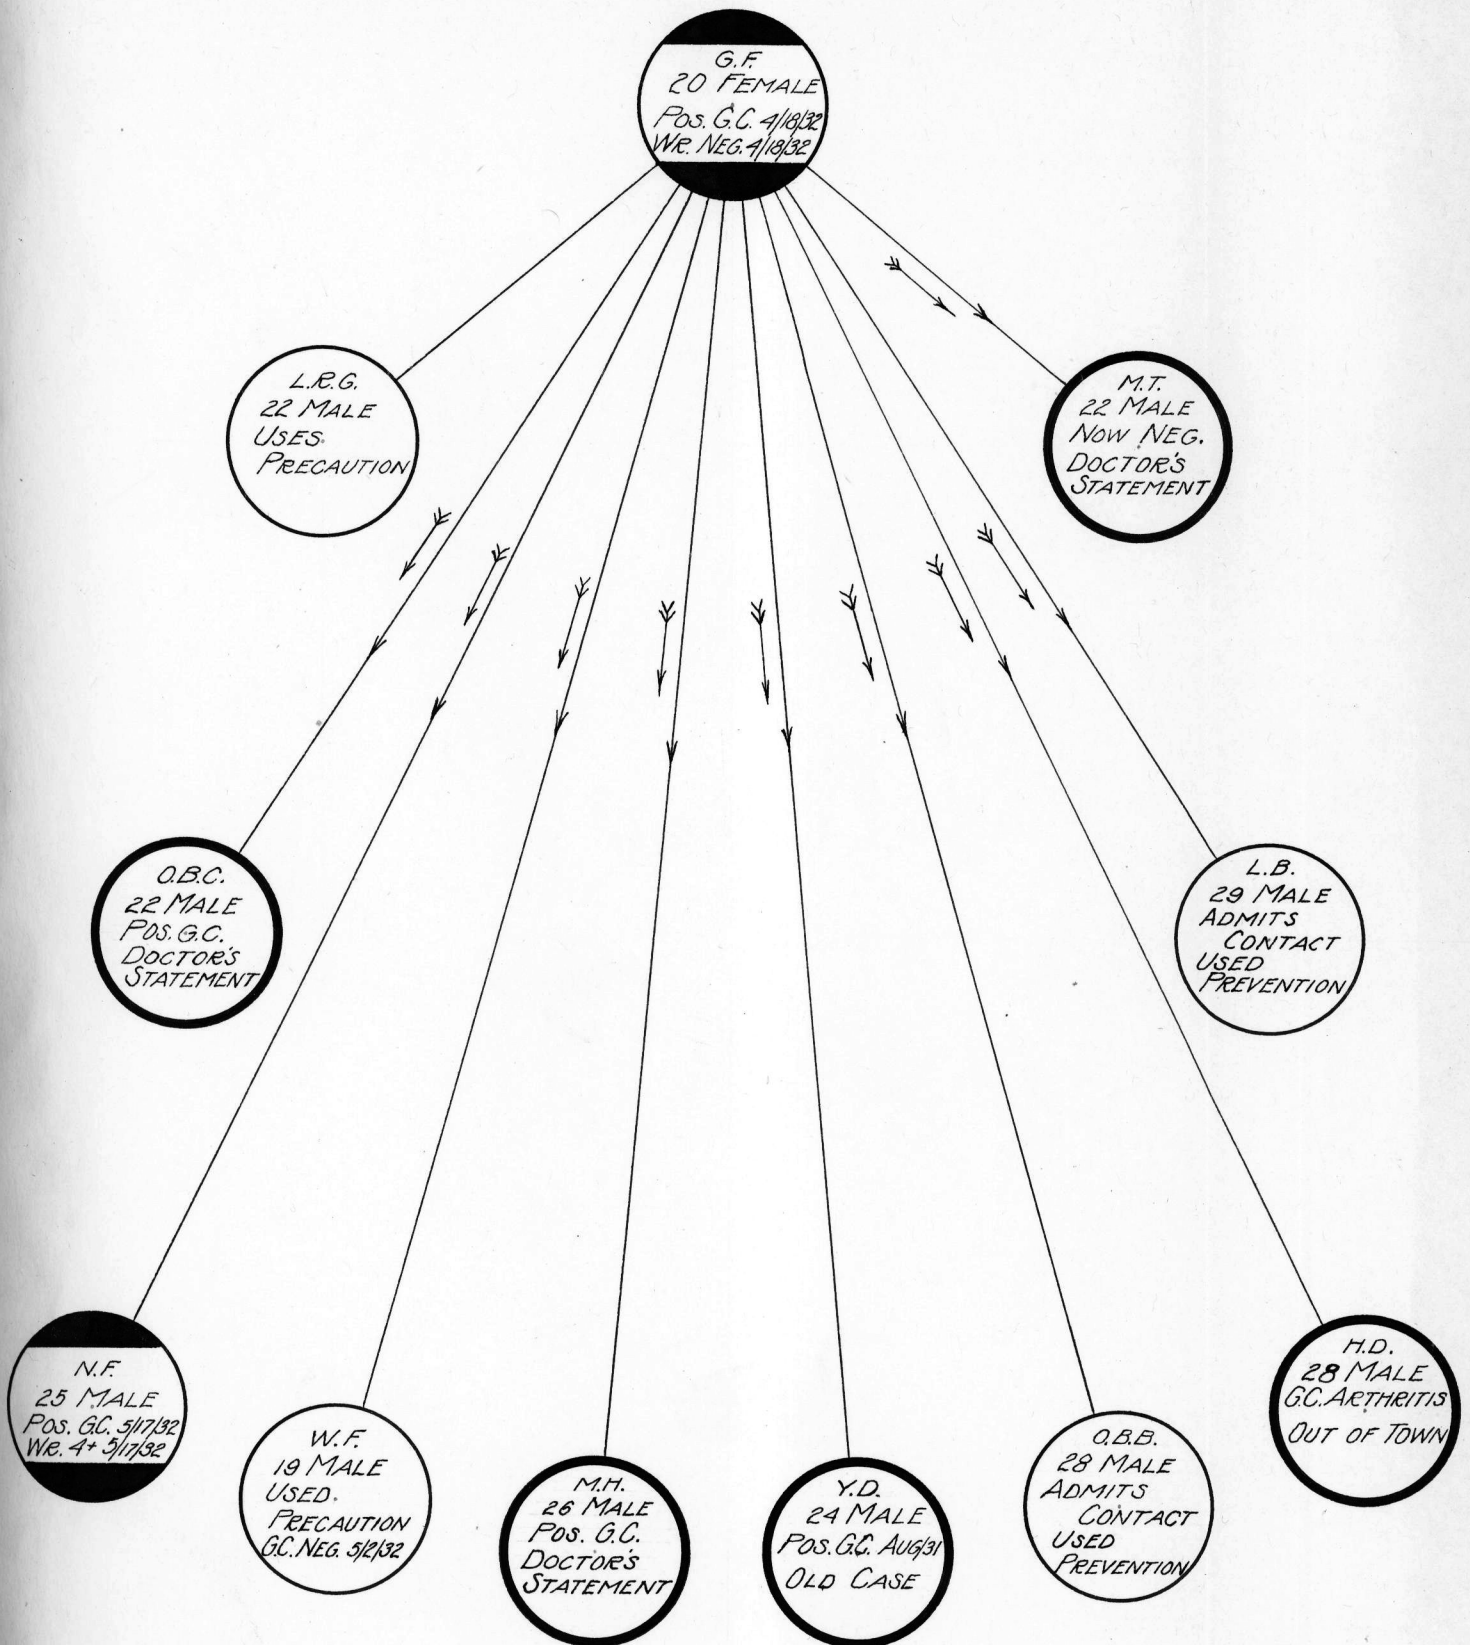 G.F.
20 FEMALE
POS. G.C. 4/18/32
WR. NEG. 4/18/32
L.R.G.
22 MALE
USES
PRECAUTION
M.T.
22 MALE
NOW NEG.
DOCTOR'S
STATEMENT
O.B.C.
22 MALE
POS. G.C.
DOCTOR'S
STATEMENT
L.B.
29 MALE
ADMITS
CONTACT
USED
PREVENTION
N.F.
25 MALE
POS. G.C. 5/17/32
WR. 4+ 5/17/32
W.F.
19 MALE
USED
PRECAUTION
G.C. NEG. 5/2/32
M.H.
26 MALE
POS. G.C.
DOCTOR'S
STATEMENT
Y.D.
24 MALE
POS. G.C. AUG/31
OLD CASE
O.B.B.
28 MALE
ADMITS
CONTACT
USED
PREVENTION
H.D.
28 MALE
G.C. ARTHRITIS
OUT OF TOWN